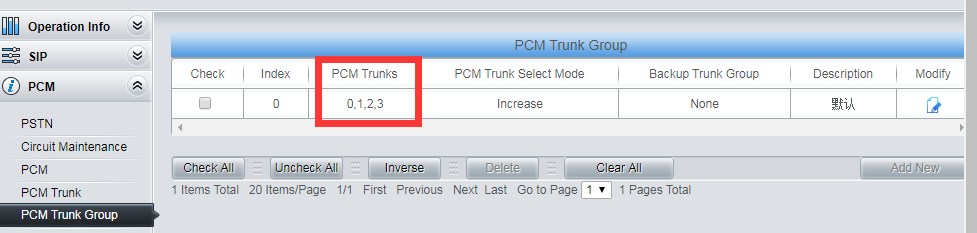 Operation Info
SIP
PCM
PSTN
Circuit Maintenance
PCM
PCM Trunk
PCM Trunk Group
PCM Trunk Group
Check Index PCM Trunks PCM Trunk Select Mode Backup Trunk Group Description Modify
0 0,1,2,3 Increase None 默认
Check All Uncheck All Inverse Delete Clear All Add New
1 Items Total 20 Items/Page 1/1 First Previous Next Last Go to Page 1 1 Pages Total